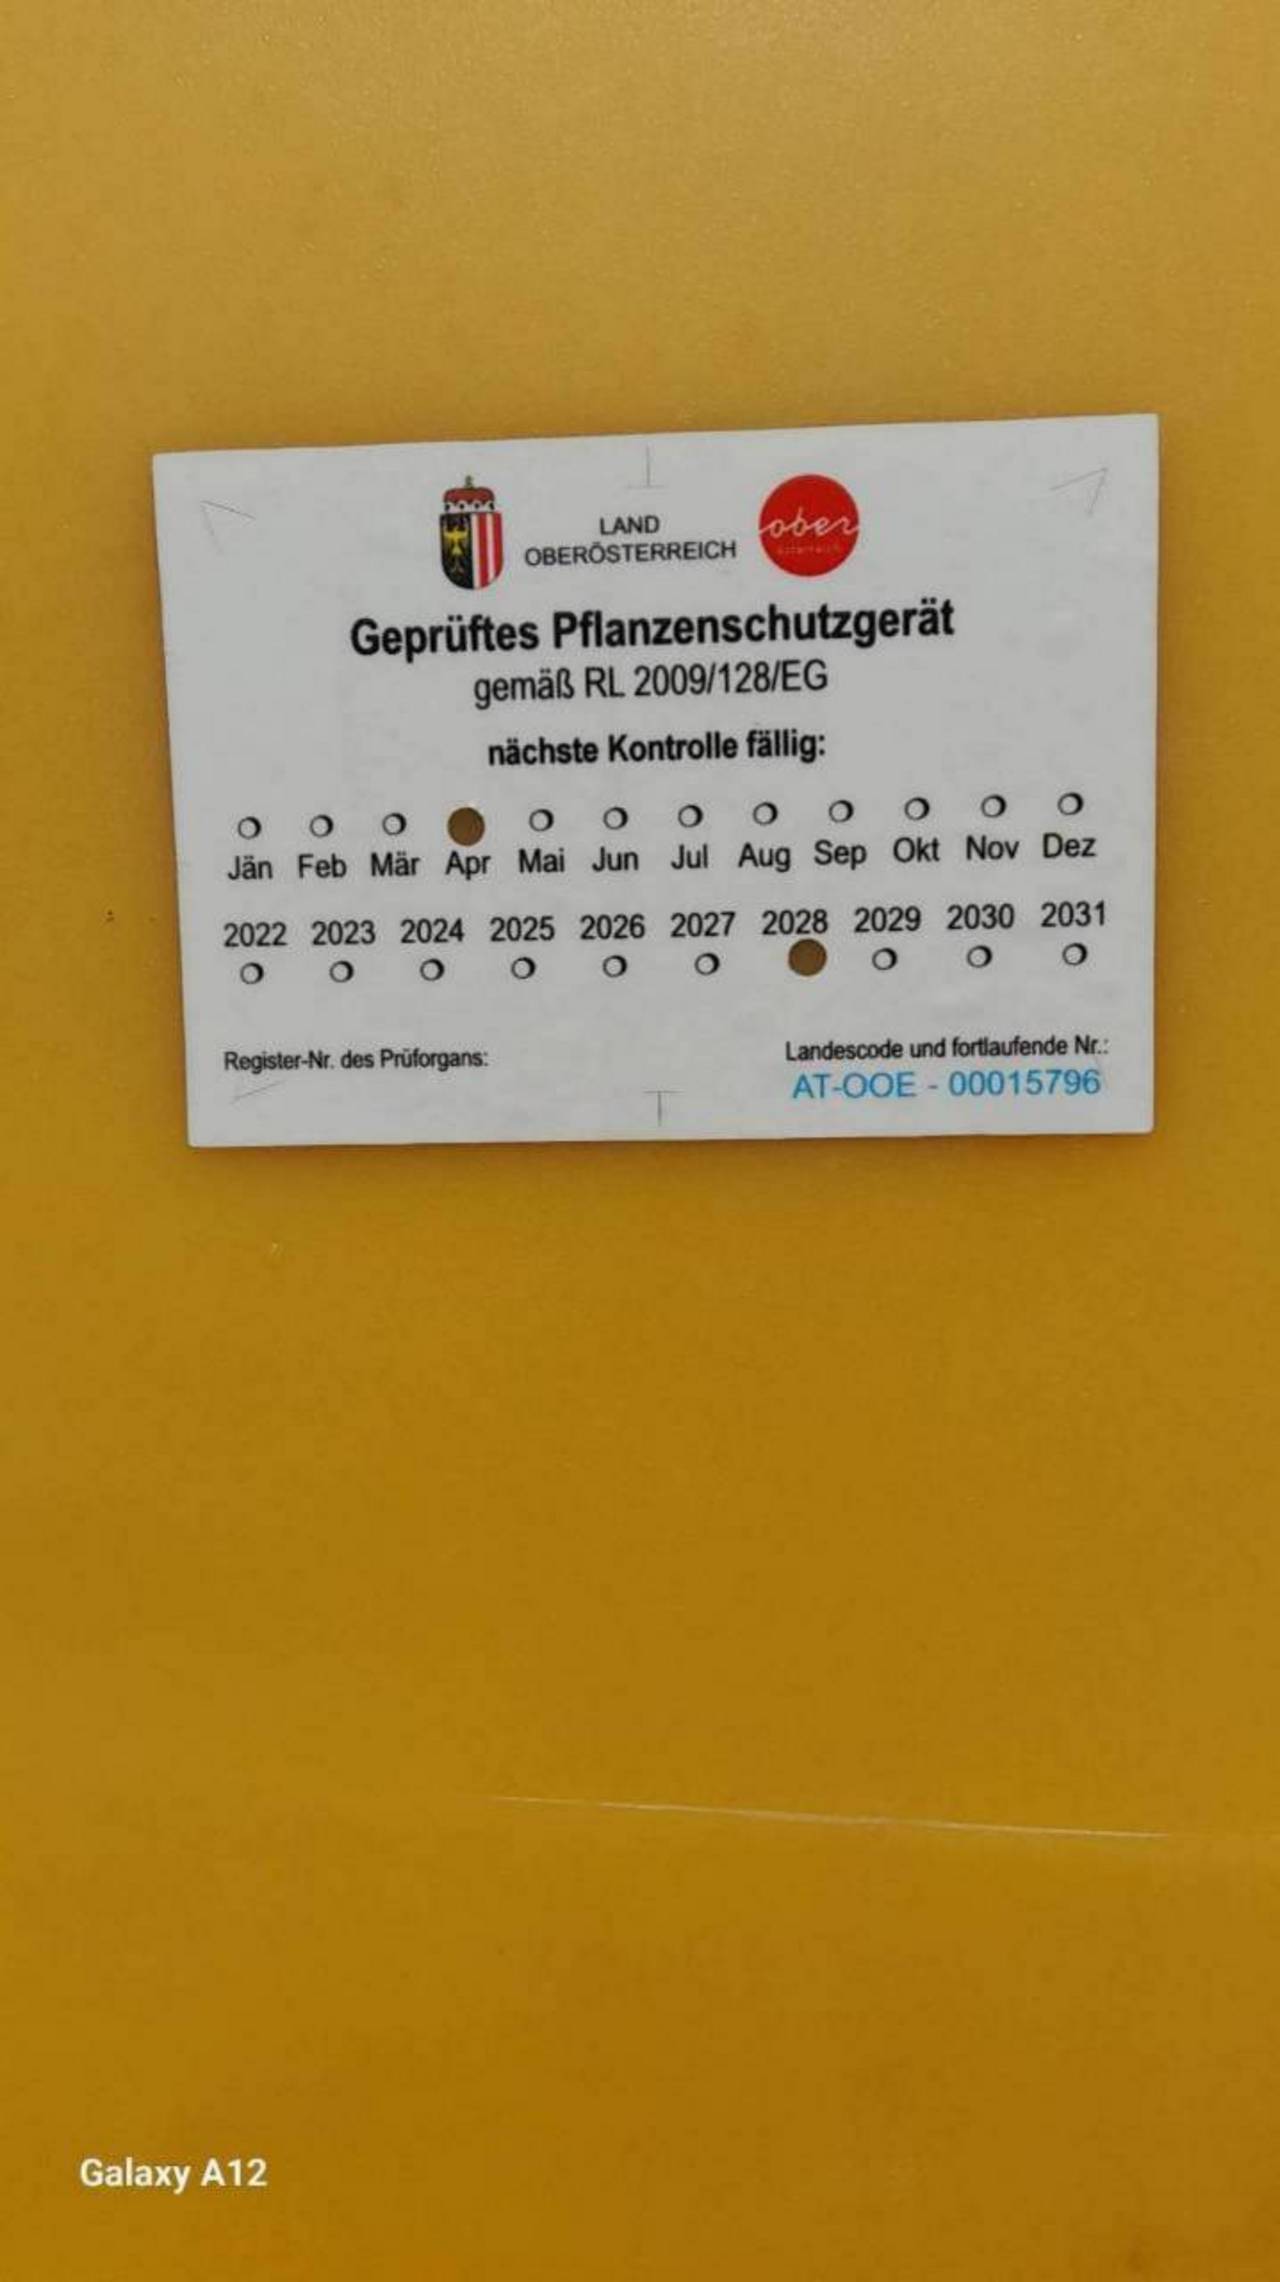 LAND
OBERÖSTERREICH
ober
österreich
Geprüftes Pflanzenschutzgerät
gemäß RL 2009/128/EG
nächste Kontrolle fällig:
Jän Feb Mär Apr Mai Jun Jul Aug Sep Okt Nov Dez
2022 2023 2024 2025 2026 2027 2028 2029 2030 2031
Register-Nr. des Prüforgans:
Landescode und fortlaufende Nr.:
AT-OOE - 00015796
Galaxy A12